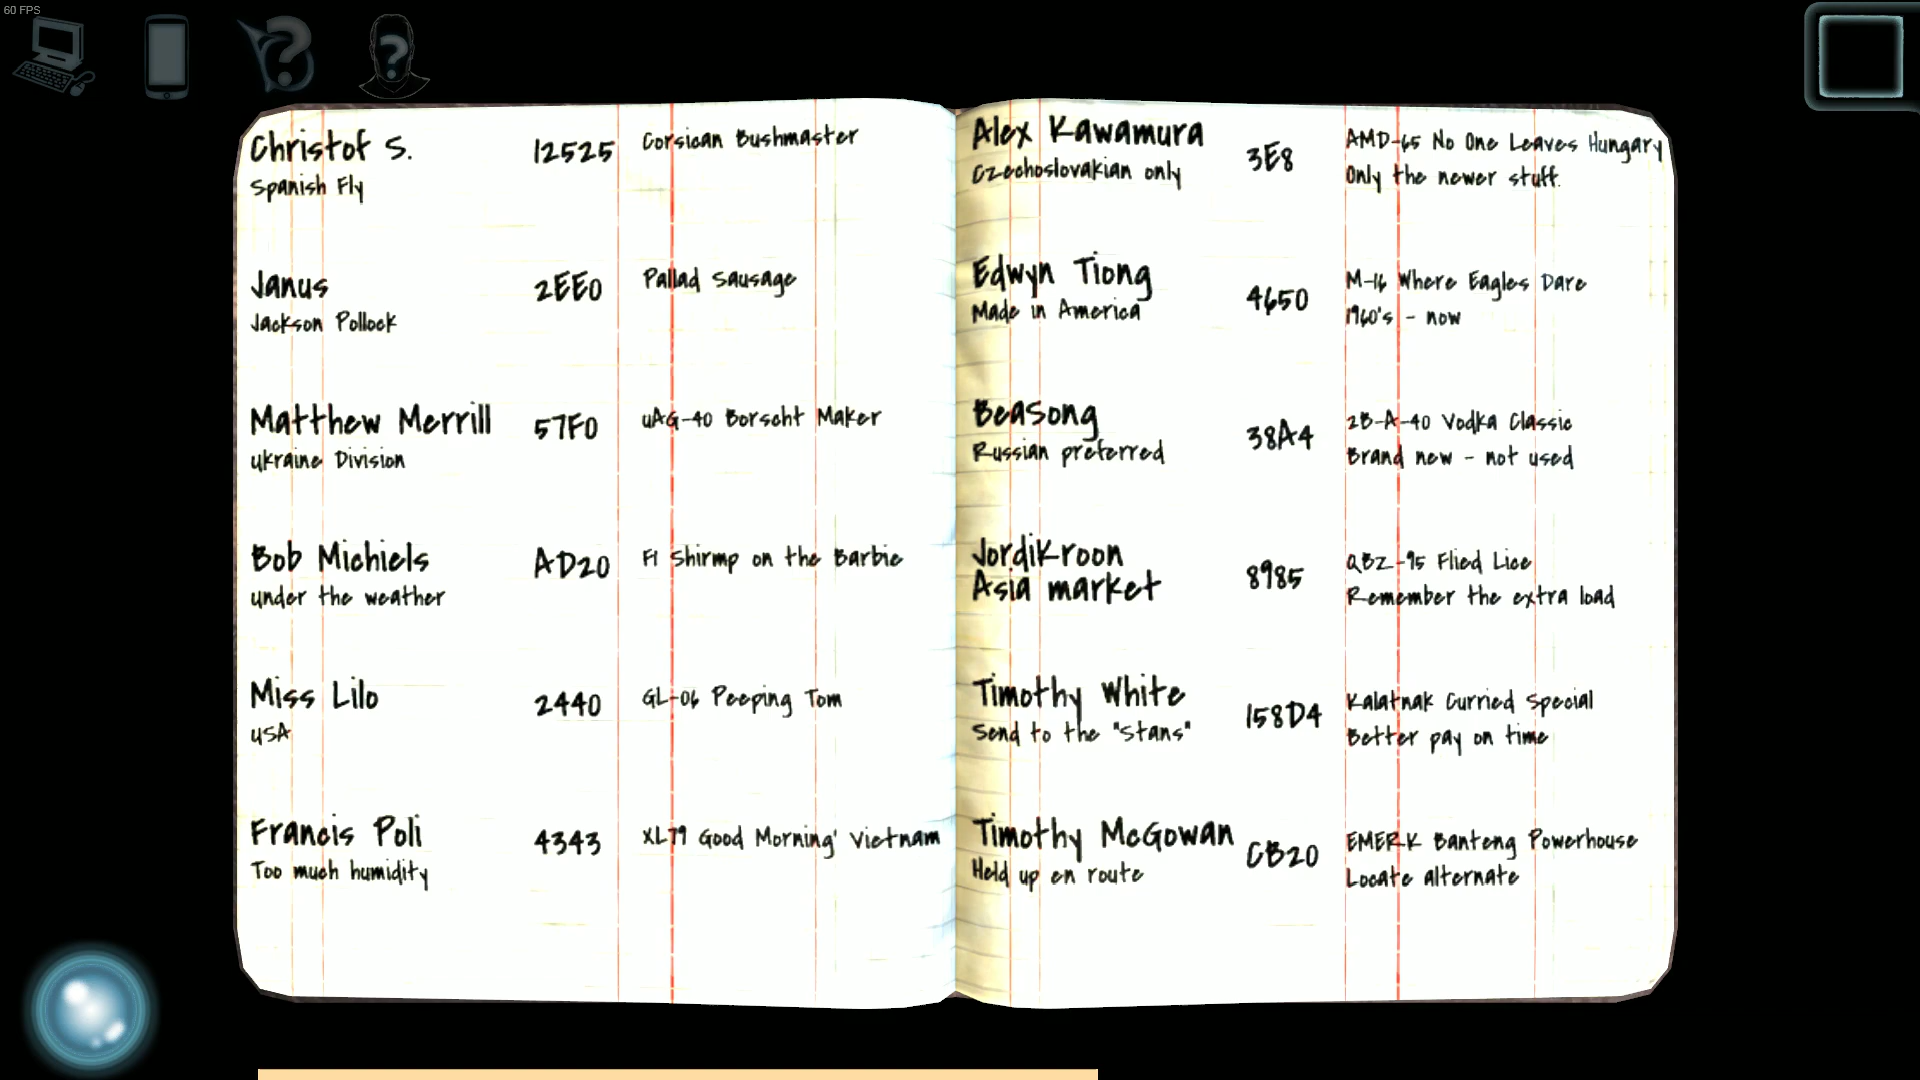 60 FPS
Christof S.
Spanish Fly
12525
Corsican Bushmaster
Janus
Jackson Pollock
2EE0
Pallad Sausage
Matthew Merrill
Ukraine Division
57F0
UAG-40 Borscht Maker
Bob Michiels
Under the weather
AD20
F1 Shirmp on the Barbie
Miss Lilo
USA
2440
GL-06 Peeping Tom
Francis Poli
Too much humidity
4343
XL79 Good Morning' Vietnam
Alex Kawamura
Czechoslovakian only
3E8
AMD-65 No One Leaves Hungary
Only the newer stuff.
Edwyn Tiong
Made in America
4650
M-16 Where Eagles Dare
1960's - now
BeaSong
Russian preferred
38A4
2B-A-40 Vodka Classic
Brand new - not used
JordiKroon
Asia market
8985
QBZ-95 Flied Lice
Remember the extra load
Timothy White
Send to the "Stans"
158D4
Kalatnak Curried Special
Better pay on time
Timothy McGowan
Held up en route
CB20
EMERK Banteng Powerhouse
Locate alternate